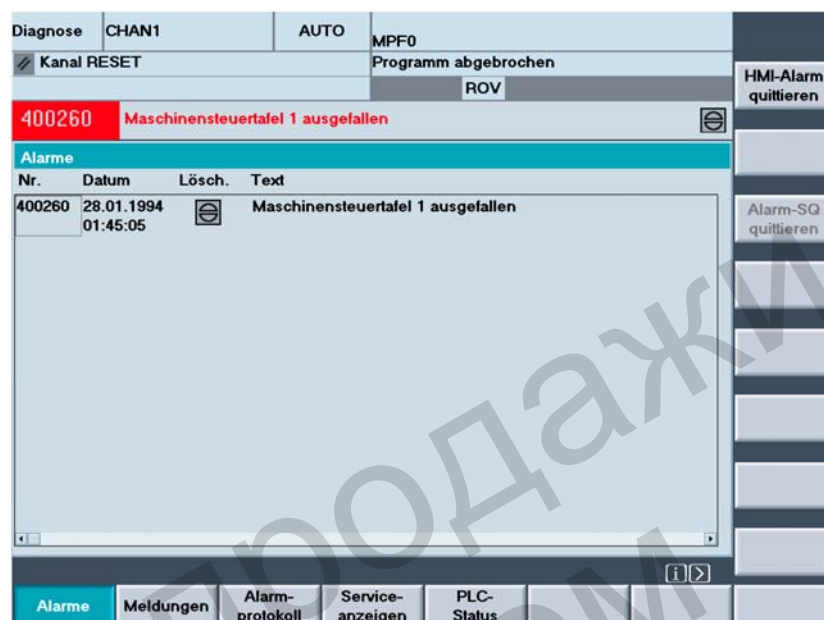 Diagnose CHAN1 AUTO MPF0
Kanal RESET Programm abgebrochen
ROV
HMI-Alarm
quittieren
400260 Maschinensteuertafel 1 ausgefallen
Alarme
Nr. Datum Lösch. Text
400260 28.01.1994 Maschinensteuertafel 1 ausgefallen
01:45:05
Alarm-SQ
quittieren
продажи
Alarme Meldungen Alarm-
protokoll Service-
anzeigen PLC-
Status